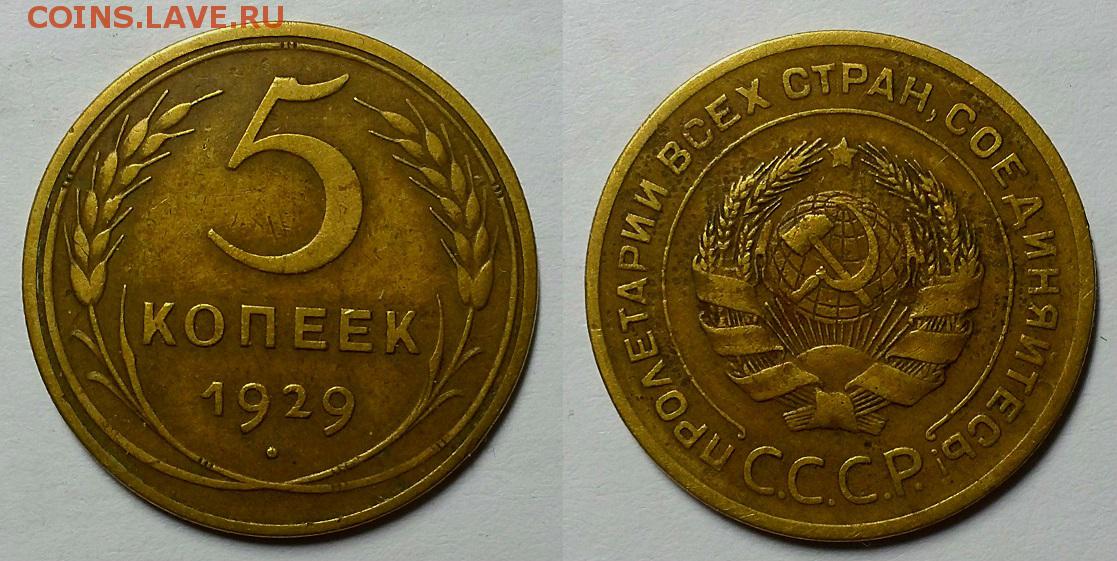 COINS.LAVE.RU
5
КОПЕЕК
1929
ПРОЛЕТАРИИ ВСЕХ СТРАН, СОЕДИНЯЙТЕСЬ!
С.С.С.Р.